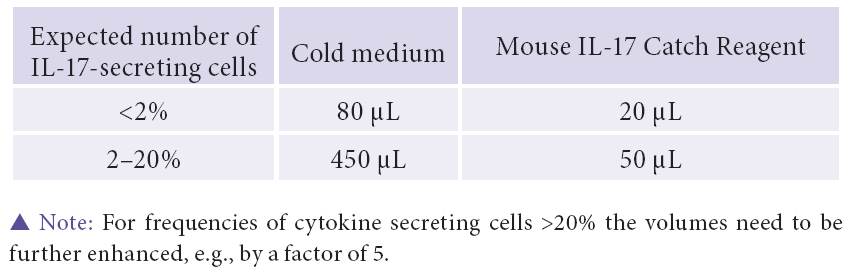 Expected number of IL-17-secreting cells Cold medium Mouse IL-17 Catch Reagent
<2% 80 µL 20 µL
2–20% 450 µL 50 µL
▲ Note: For frequencies of cytokine secreting cells >20% the volumes need to be
further enhanced, e.g., by a factor of 5.